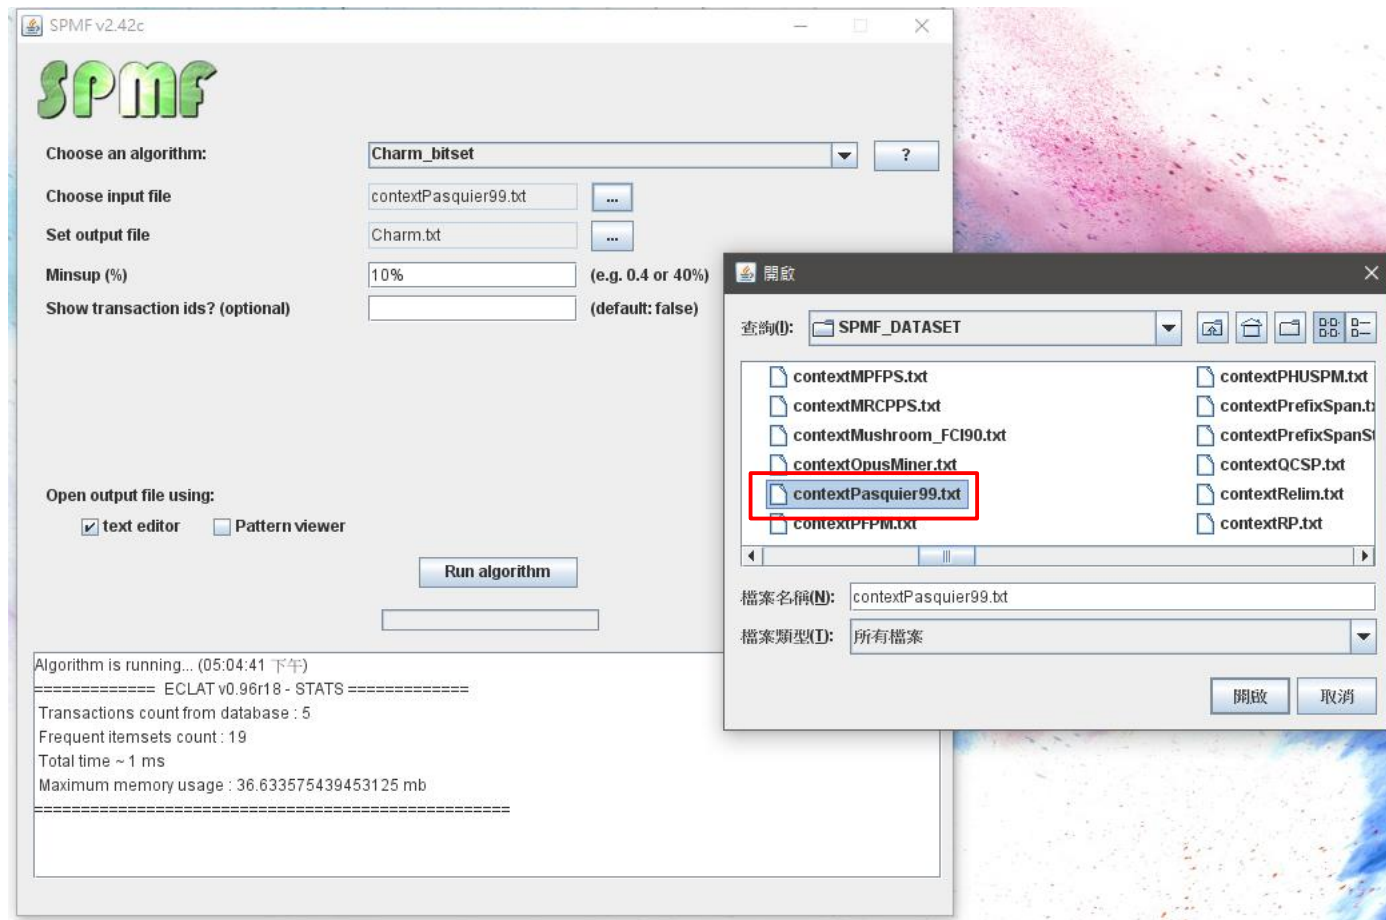 SPMF v2.42c
SPMF
Choose an algorithm:
Charm_bitset
?
Choose input file
contextPasquier99.txt
...
Set output file
Charm.txt
...
Minsup (%)
10%
(e.g. 0.4 or 40%)
Show transaction ids? (optional)
(default: false)
Open output file using:
text editor
Pattern viewer
Run algorithm
Algorithm is running... (05:04:41 下午)
============= ECLAT v0.96r18 - STATS =============
Transactions count from database : 5
Frequent itemsets count : 19
Total time ~ 1 ms
Maximum memory usage : 36.633575439453125 mb
===================================================
開啟
查詢(I):
SPMF_DATASET
contextMPFPS.txt
contextMRCPPS.txt
contextMushroom_FCI90.txt
contextOpusMiner.txt
contextPasquier99.txt
contextPFPM.txt
contextPHUSPM.txt
contextPrefixSpan.t
contextPrefixSpanS
contextQCSP.txt
contextRelim.txt
contextRP.txt
檔案名稱(N):
contextPasquier99.txt
檔案類型(T):
所有檔案
開啟
取消